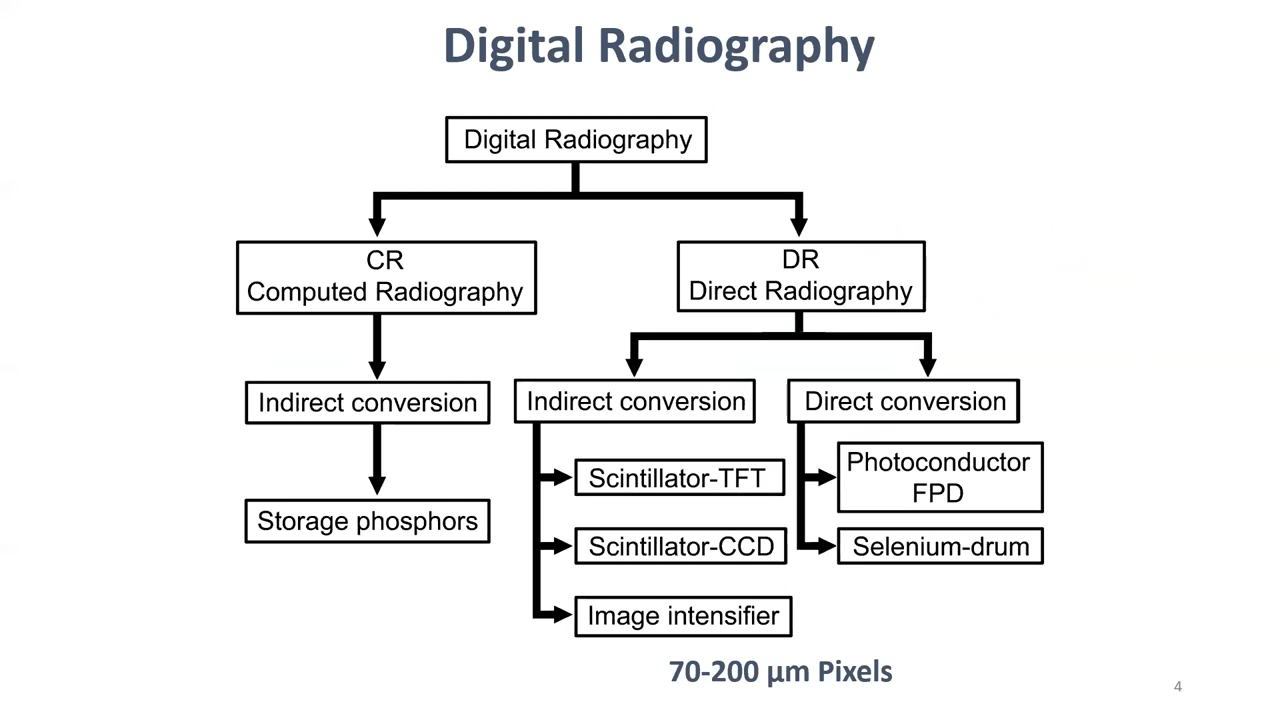 Digital Radiography
Digital Radiography
CR
Computed Radiography
DR
Direct Radiography
Indirect conversion
Storage phosphors
Indirect conversion
Scintillator-TFT
Scintillator-CCD
Image intensifier
Direct conversion
Photoconductor
FPD
Selenium-drum
70-200 µm Pixels
4